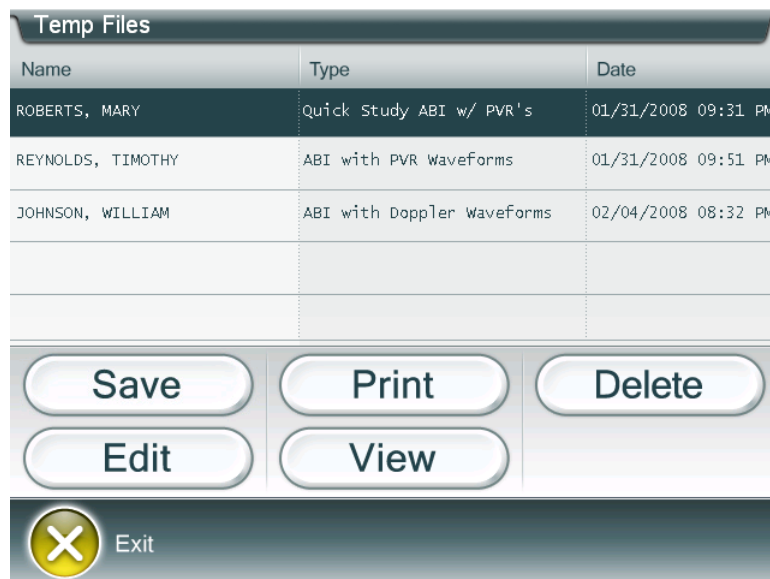 Temp Files
Name Type Date
ROBERTS, MARY Quick Study ABI w/ PVR's 01/31/2008 09:31 PM
REYNOLDS, TIMOTHY ABI with PVR Waveforms 01/31/2008 09:51 PM
JOHNSON, WILLIAM ABI with Doppler Waveforms 02/04/2008 08:32 PM
Save Print Delete
Edit View
Exit